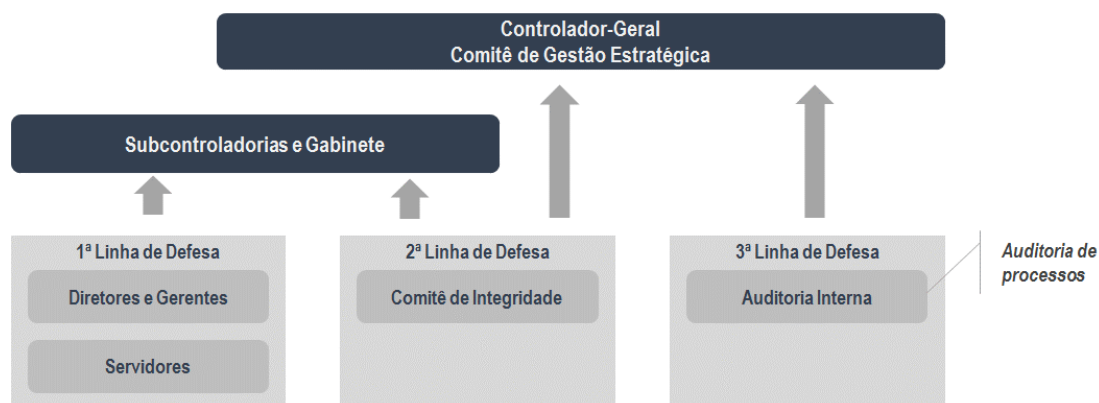 Controlador-Geral
Comitê de Gestão Estratégica
Subcontroladorias e Gabinete
1ª Linha de Defesa
Diretores e Gerentes
Servidores
2ª Linha de Defesa
Comitê de Integridade
3ª Linha de Defesa
Auditoria Interna
Auditoria de
processos